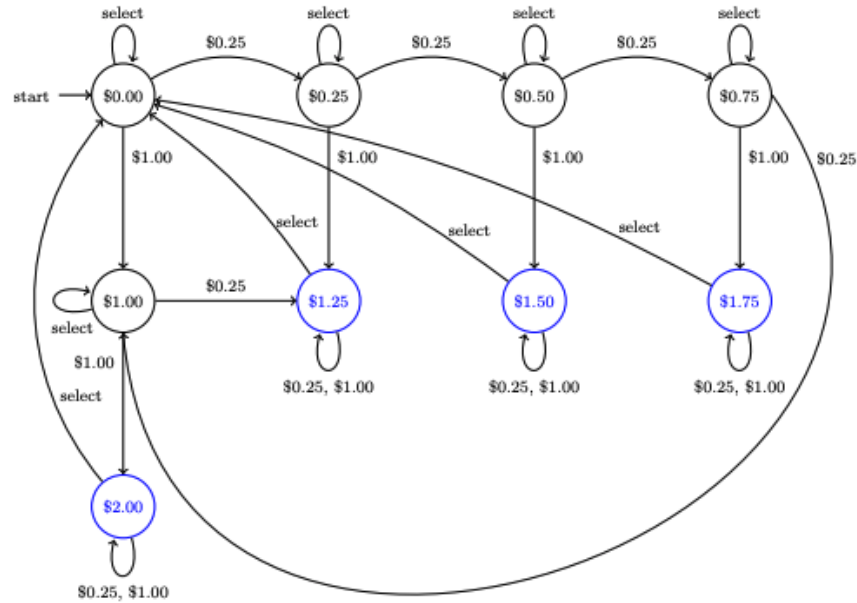 select select select select
$0.25 $0.25 $0.25
start $0.00 $0.25 $0.50 $0.75
$1.00 $1.00 $1.00 $1.00 $0.25
select select select
$0.25
$1.00 $1.25 $1.50 $1.75
select
$1.00
$0.25, $1.00 $0.25, $1.00 $0.25, $1.00
select
$2.00
$0.25, $1.00